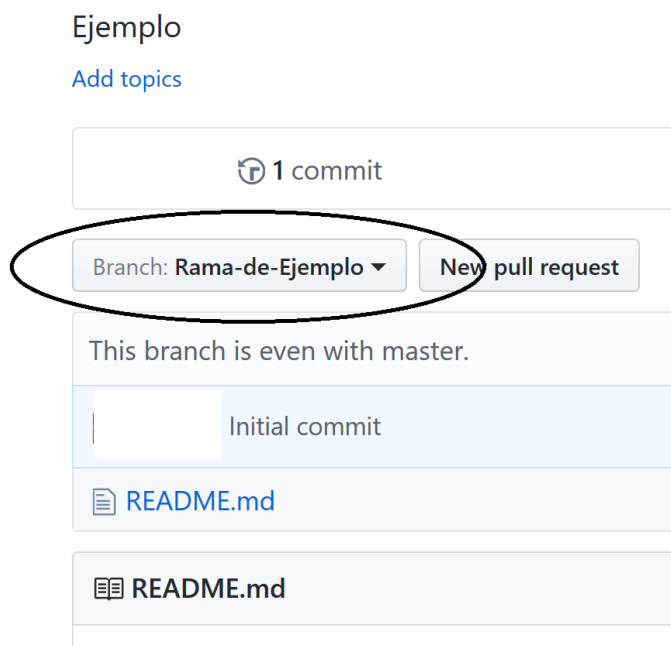 Ejemplo
Add topics
1 commit
Branch: Rama-de-Ejemplo New pull request
This branch is even with master.
Initial commit
README.md
README.md